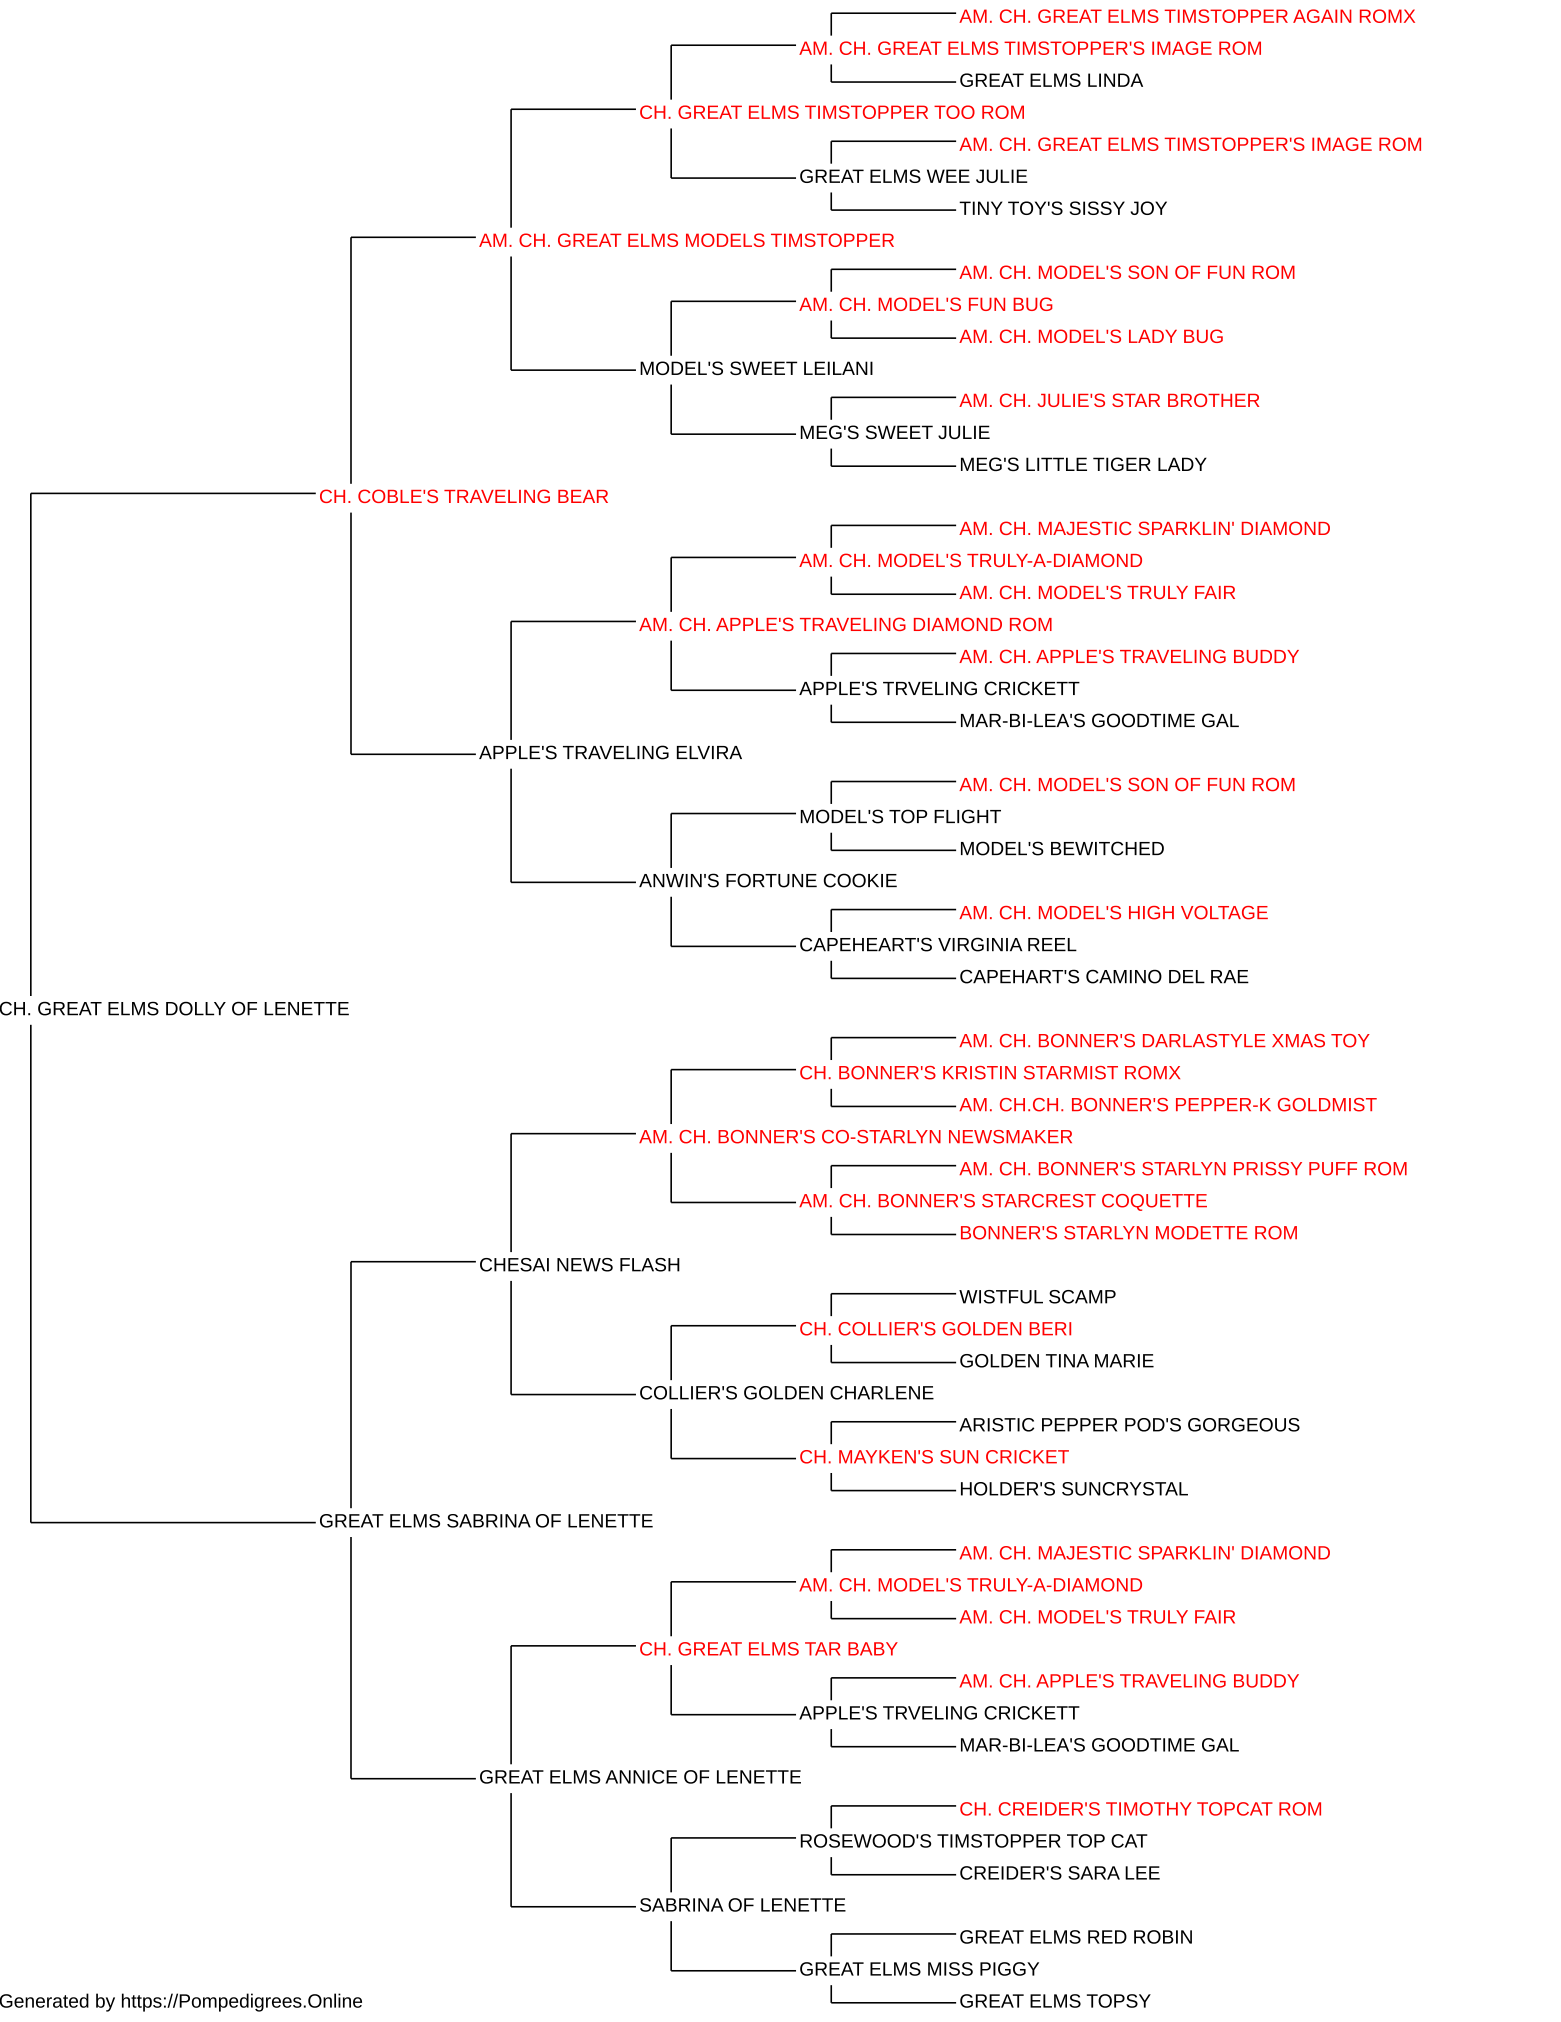 AM. CH. GREAT ELMS TIMSTOPPER AGAIN ROMX
AM. CH. GREAT ELMS TIMSTOPPER'S IMAGE ROM
GREAT ELMS LINDA
CH. GREAT ELMS TIMSTOPPER TOO ROM
AM. CH. GREAT ELMS TIMSTOPPER'S IMAGE ROM
GREAT ELMS WEE JULIE
TINY TOY'S SISSY JOY
AM. CH. GREAT ELMS MODELS TIMSTOPPER
AM. CH. MODEL'S SON OF FUN ROM
AM. CH. MODEL'S FUN BUG
AM. CH. MODEL'S LADY BUG
MODEL'S SWEET LEILANI
AM. CH. JULIE'S STAR BROTHER
MEG'S SWEET JULIE
MEG'S LITTLE TIGER LADY
CH. COBLE'S TRAVELING BEAR
AM. CH. MAJESTIC SPARKLIN' DIAMOND
AM. CH. MODEL'S TRULY-A-DIAMOND
AM. CH. MODEL'S TRULY FAIR
AM. CH. APPLE'S TRAVELING DIAMOND ROM
AM. CH. APPLE'S TRAVELING BUDDY
APPLE'S TRVELING CRICKETT
MAR-BI-LEA'S GOODTIME GAL
APPLE'S TRAVELING ELVIRA
AM. CH. MODEL'S SON OF FUN ROM
MODEL'S TOP FLIGHT
MODEL'S BEWITCHED
ANWIN'S FORTUNE COOKIE
AM. CH. MODEL'S HIGH VOLTAGE
CAPEHEART'S VIRGINIA REEL
CAPEHART'S CAMINO DEL RAE
CH. GREAT ELMS DOLLY OF LENETTE
AM. CH. BONNER'S DARLASTYLE XMAS TOY
CH. BONNER'S KRISTIN STARMIST ROMX
AM. CH.CH. BONNER'S PEPPER-K GOLDMIST
AM. CH. BONNER'S CO-STARLYN NEWSMAKER
AM. CH. BONNER'S STARLYN PRISSY PUFF ROM
AM. CH. BONNER'S STARCREST COQUETTE
BONNER'S STARLYN MODETTE ROM
CHESAI NEWS FLASH
WISTFUL SCAMP
CH. COLLIER'S GOLDEN BERI
GOLDEN TINA MARIE
COLLIER'S GOLDEN CHARLENE
ARISTIC PEPPER POD'S GORGEOUS
CH. MAYKEN'S SUN CRICKET
HOLDER'S SUNCRYSTAL
GREAT ELMS SABRINA OF LENETTE
AM. CH. MAJESTIC SPARKLIN' DIAMOND
AM. CH. MODEL'S TRULY-A-DIAMOND
AM. CH. MODEL'S TRULY FAIR
CH. GREAT ELMS TAR BABY
AM. CH. APPLE'S TRAVELING BUDDY
APPLE'S TRVELING CRICKETT
MAR-BI-LEA'S GOODTIME GAL
GREAT ELMS ANNICE OF LENETTE
CH. CREIDER'S TIMOTHY TOPCAT ROM
ROSEWOOD'S TIMSTOPPER TOP CAT
CREIDER'S SARA LEE
SABRINA OF LENETTE
GREAT ELMS RED ROBIN
GREAT ELMS MISS PIGGY
GREAT ELMS TOPSY
Generated by https://Pompedigrees.Online